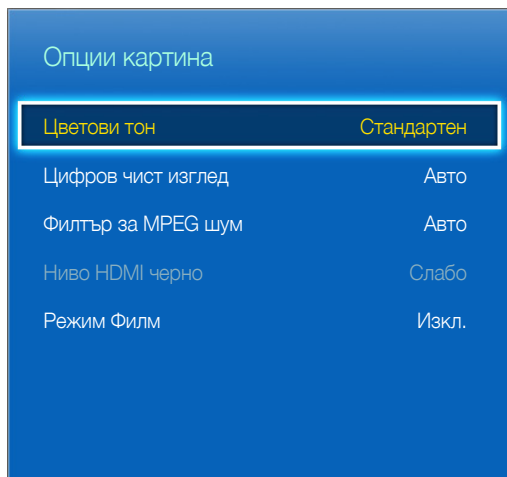 Опции картина
Цветови тон Стандартен
Цифров чист изглед Авто
Филтър за MPEG шум Авто
Ниво HDMI черно Слабо
Режим Филм Изкл.